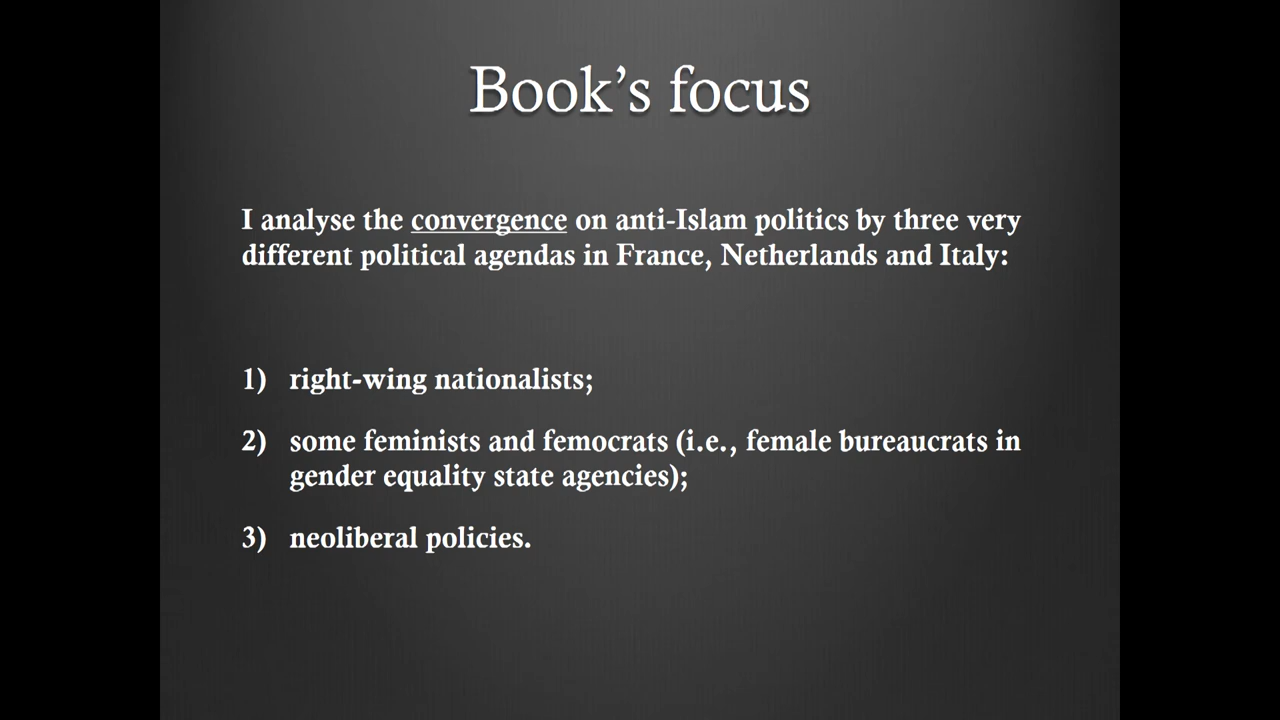 Book’s focus
I analyse the convergence on anti-Islam politics by three very
different political agendas in France, Netherlands and Italy:
1) right-wing nationalists;
2) some feminists and femocrats (i.e., female bureaucrats in
gender equality state agencies);
3) neoliberal policies.